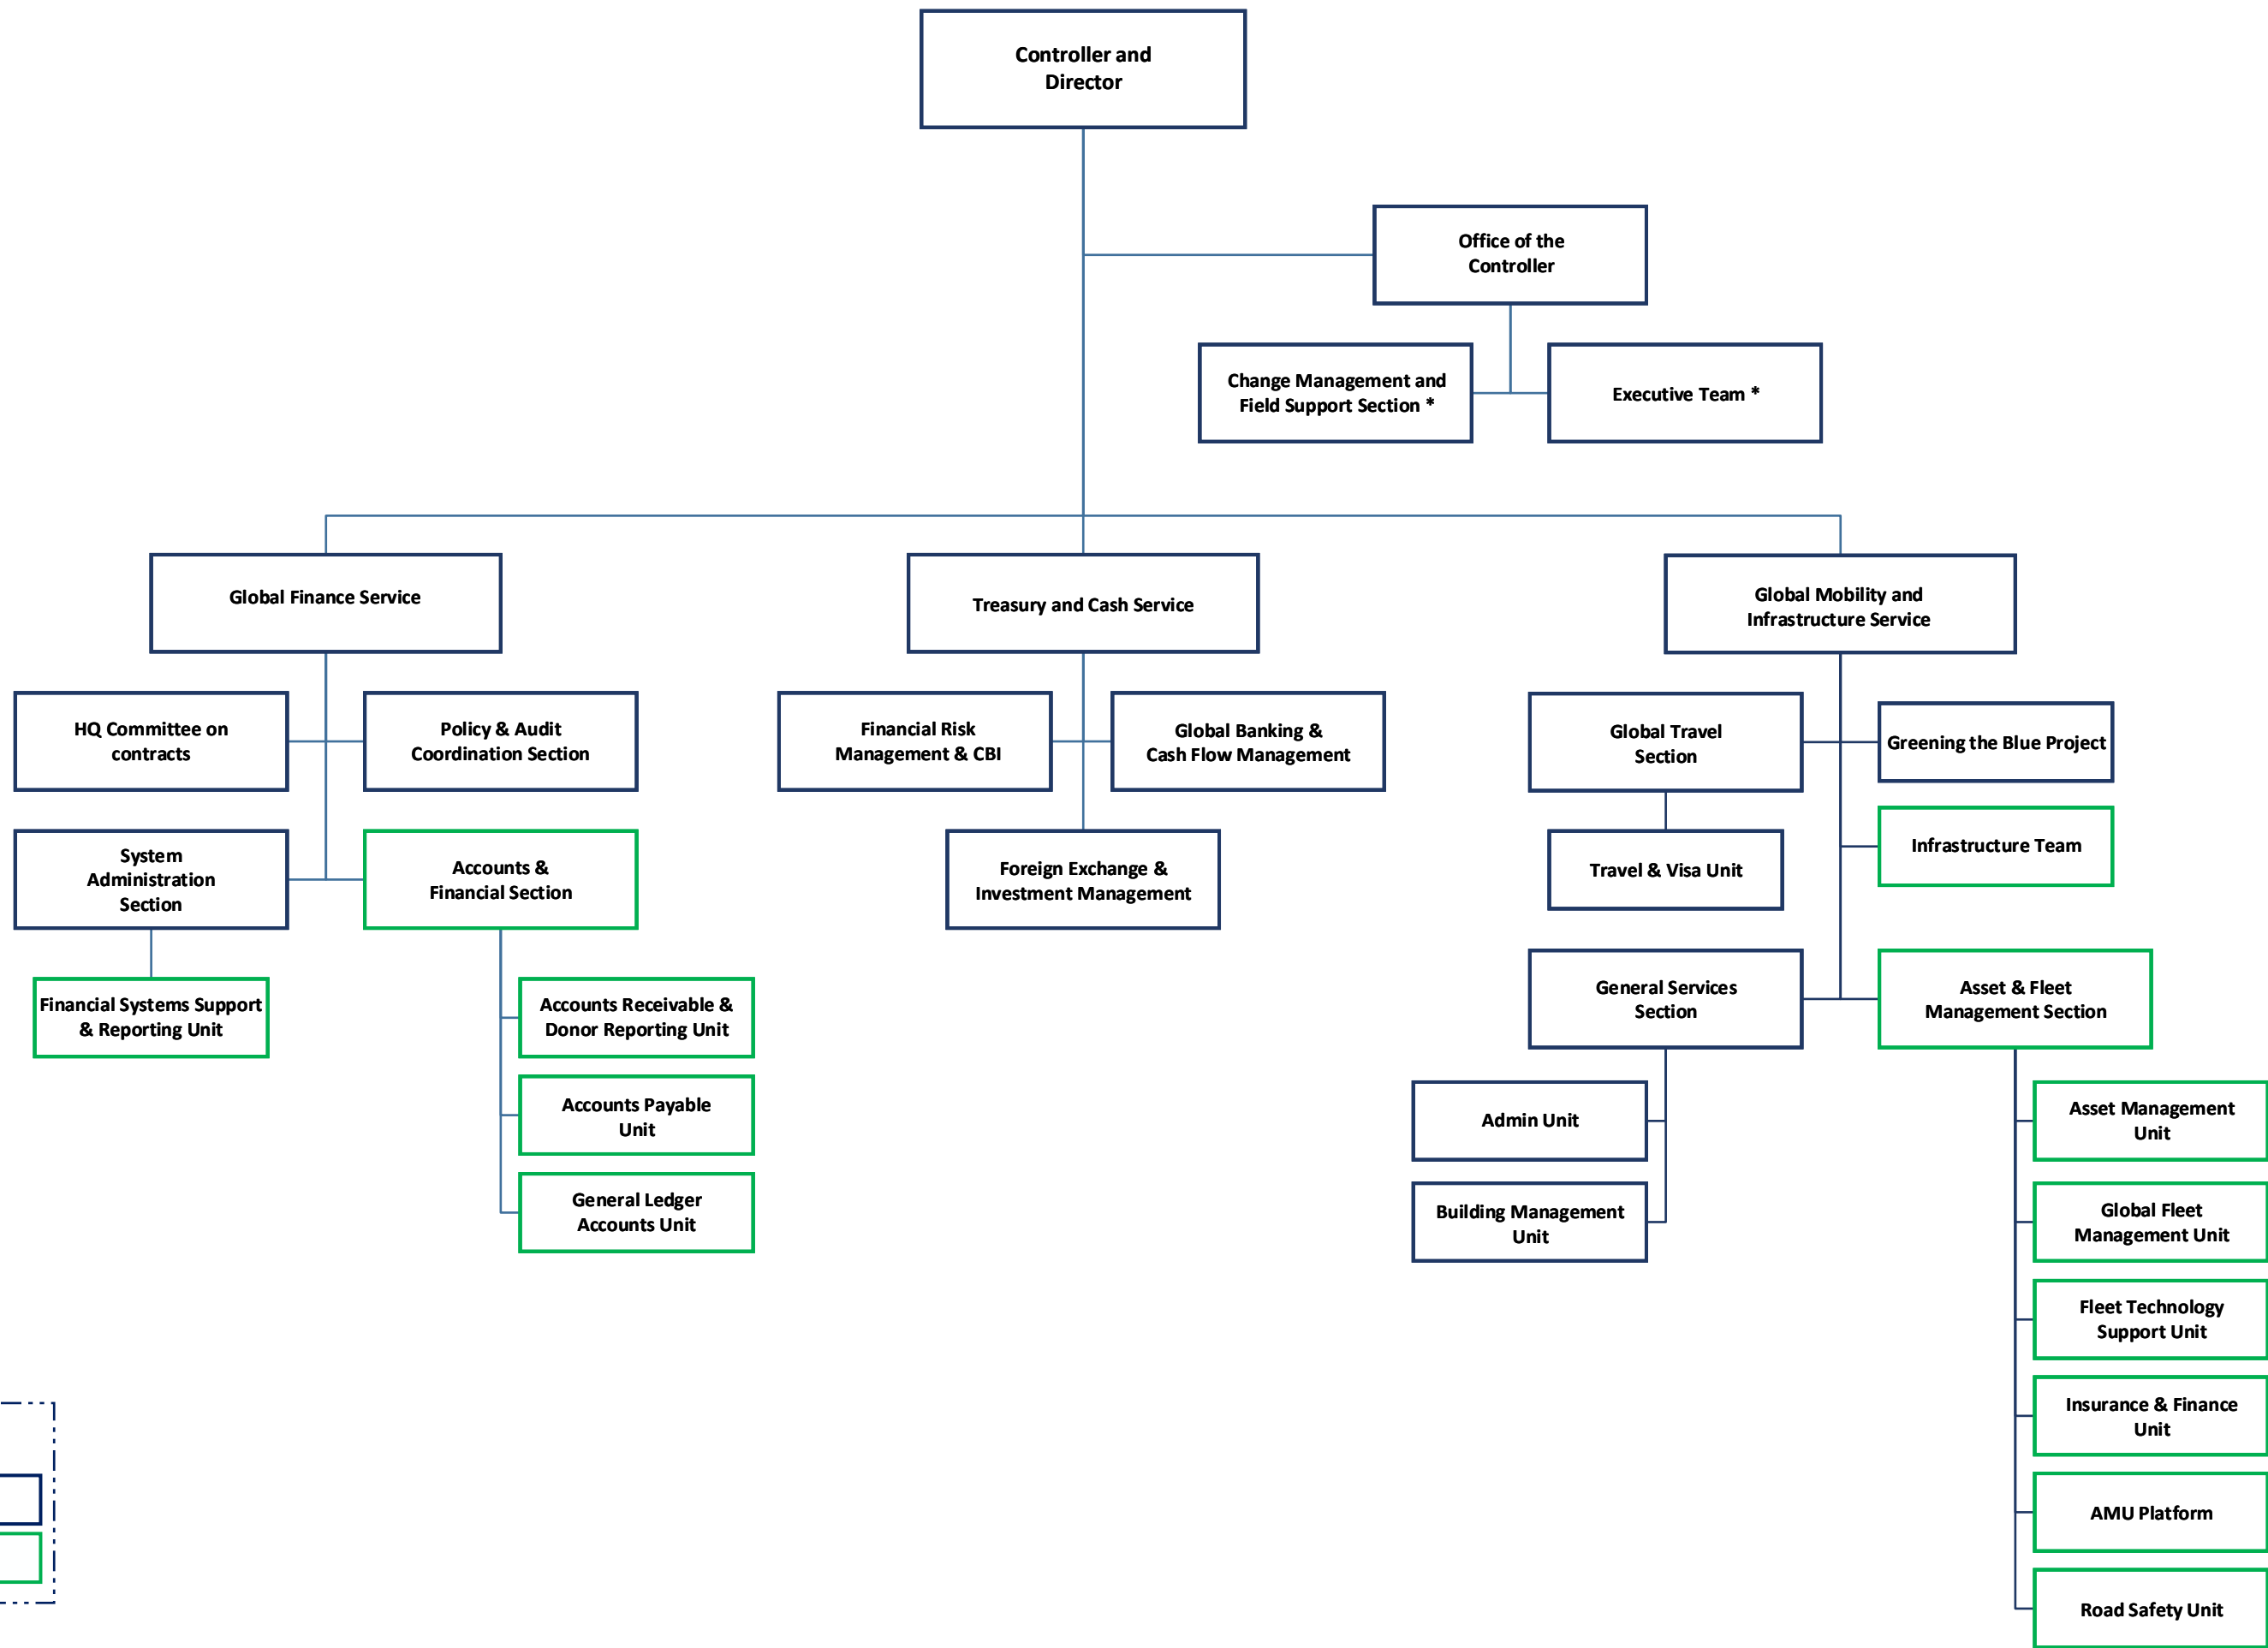 Controller and
Director
Office of the
Controller
Change Management and
Field Support Section *
Executive Team *
Global Finance Service
Treasury and Cash Service
Global Mobility and
Infrastructure Service
HQ Committee on
contracts
Policy & Audit
Coordination Section
Financial Risk
Management & CBI
Global Banking &
Cash Flow Management
Global Travel
Section
Greening the Blue Project
System
Administration
Section
Accounts &
Financial Section
Foreign Exchange &
Investment Management
Travel & Visa Unit
Infrastructure Team
Financial Systems Support
& Reporting Unit
Accounts Receivable &
Donor Reporting Unit
Accounts Payable
Unit
General Ledger
Accounts Unit
General Services
Section
Asset & Fleet
Management Section
Admin Unit
Building Management
Unit
Asset Management
Unit
Global Fleet
Management Unit
Fleet Technology
Support Unit
Insurance & Finance
Unit
AMU Platform
Road Safety Unit